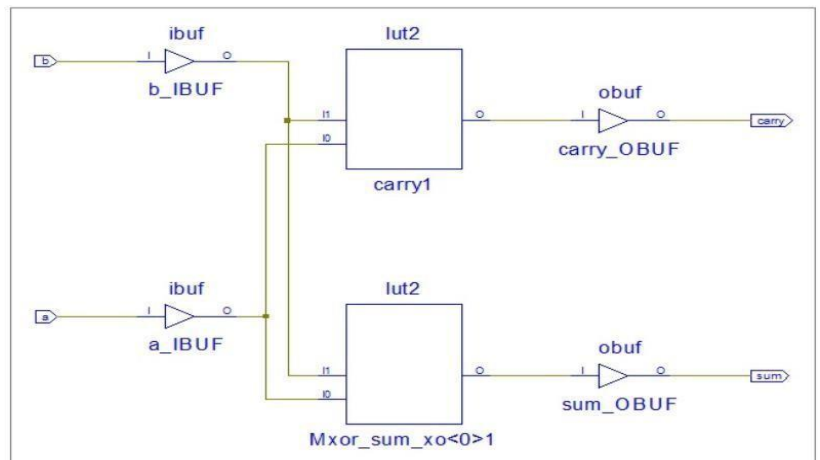 ibuf
lut2
b
I
O
b_IBUF
obuf
I1
I0
O
I
O
carry
carry_OBUF
carry1
ibuf
lut2
a
I
O
a_IBUF
obuf
I1
I0
O
I
O
sum
sum_OBUF
Mxor_sum_xo<0>1